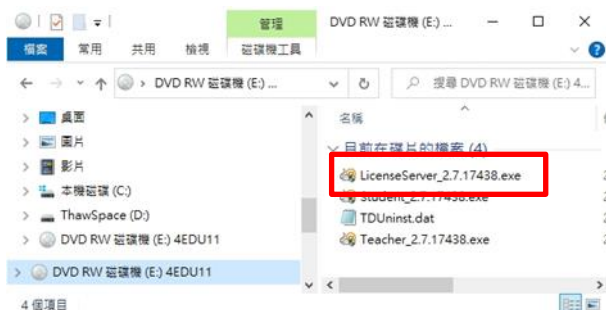 管理
DVD RW 磁碟機 (E:) ...
檔案
常用
共用
檢視
磁碟機工具
DVD RW 磁碟機 (E:) ...
搜尋 DVD RW 磁碟機 (E:) 4...
桌面
圖片
影片
本機磁碟 (C:)
ThawSpace (D:)
DVD RW 磁碟機 (E:) 4EDU11
DVD RW 磁碟機 (E:) 4EDU11
名稱
目前在碟片的檔案 (4)
LicenseServer_2.7.17438.exe
Student_2.7.17438.exe
TDUninst.dat
Teacher_2.7.17438.exe
4 個項目